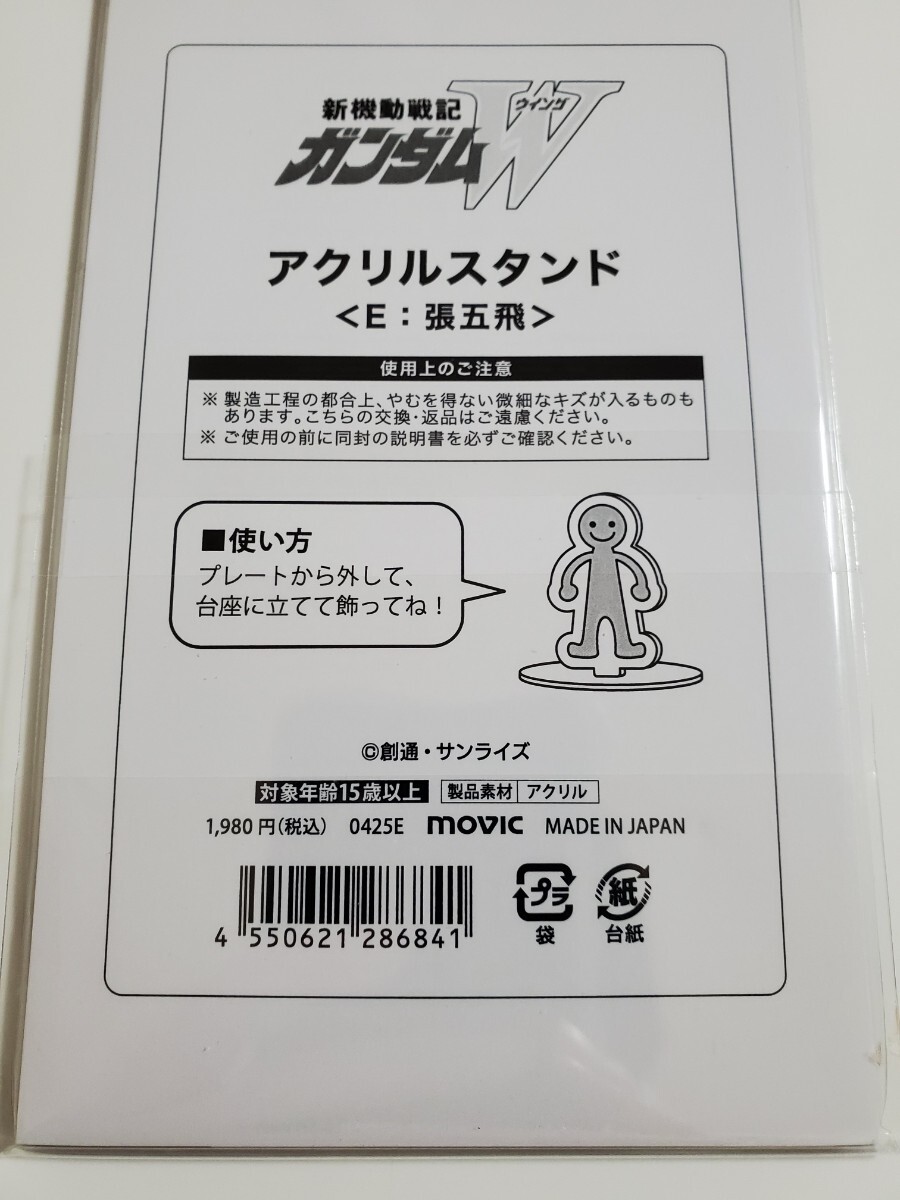 新機動戦記
ウイング
ガンダムW
アクリルスタンド
<E：張五飛>
使用上のご注意
※ 製造工程の都合上、やむを得ない微細なキズが入るものも
あります。こちらの交換・返品はご遠慮ください。
※ ご使用の前に同封の説明書を必ずご確認ください。
■使い方
プレートから外して、
台座に立てて飾ってね！
©創通・サンライズ
対象年齢15歳以上 製品素材 アクリル
1,980円(税込) 0425E movic MADE IN JAPAN
4 550621 286841
プラ 紙
袋 台紙